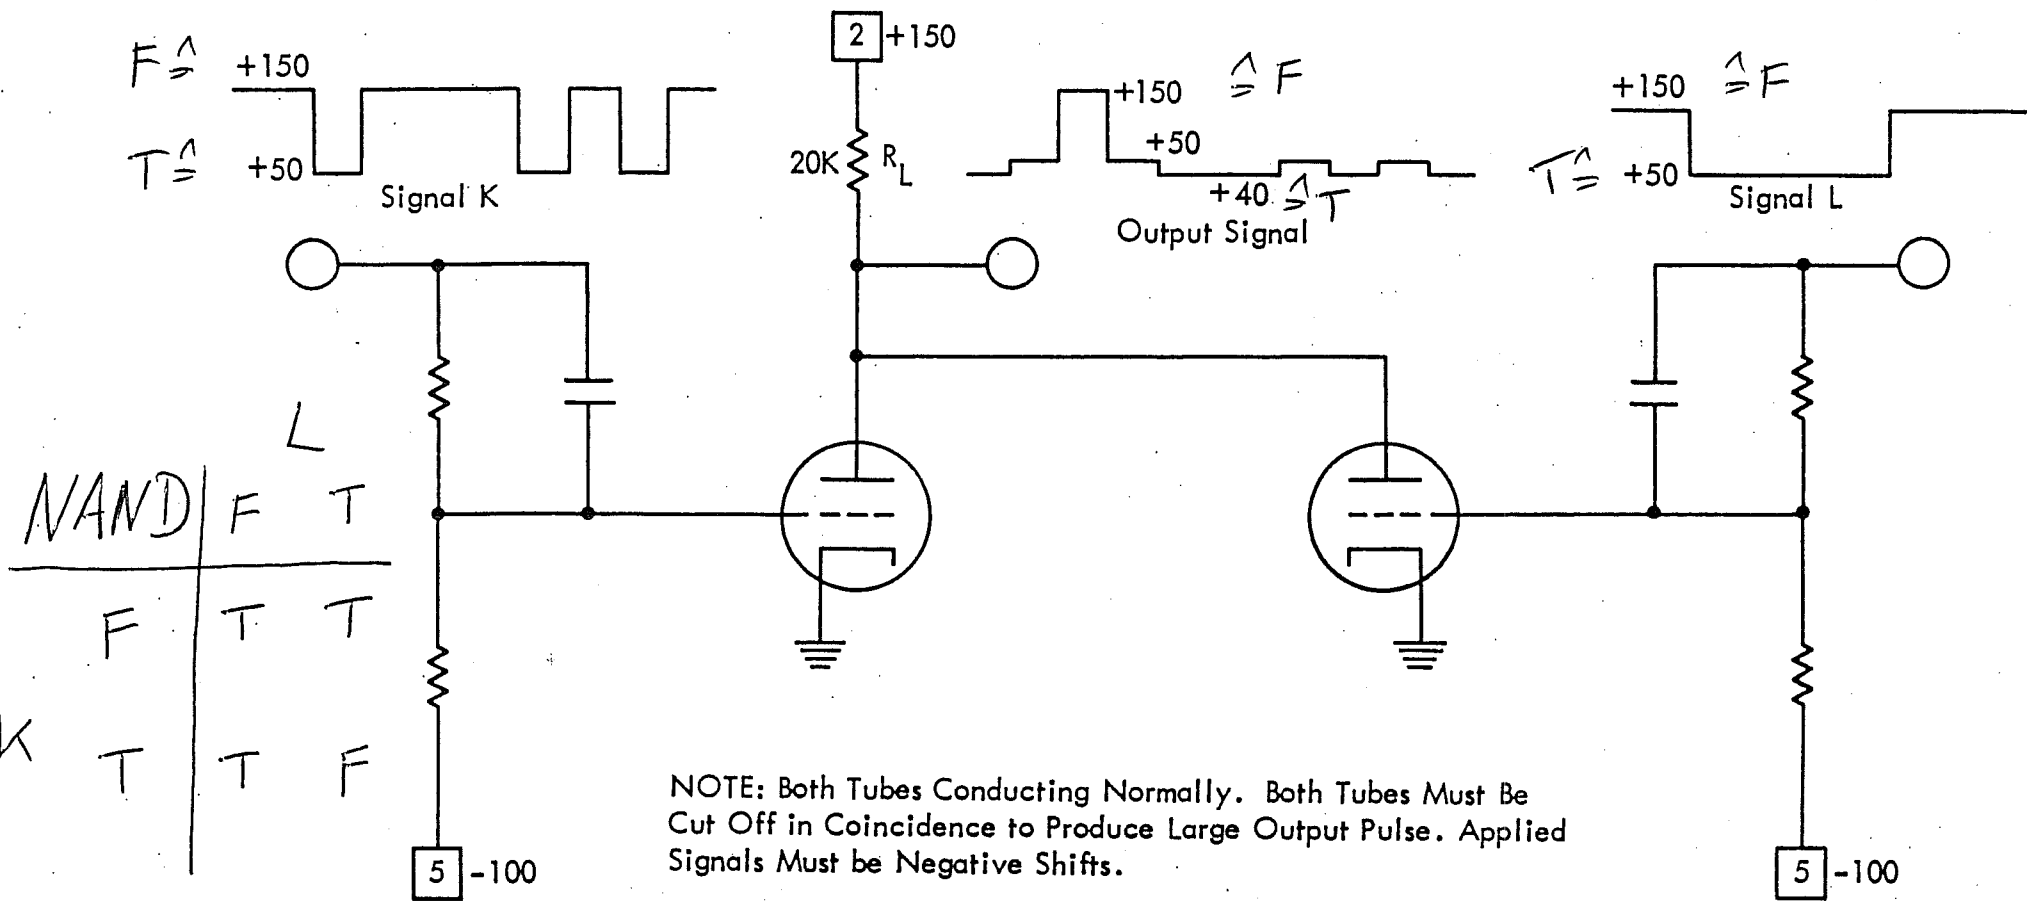 F ≙ +150
T ≙ +50
Signal K
2 +150
20K R_L
+150 ≙ F
+50
+40 ≙ T
Output Signal
+150 ≙ F
T ≙ +50
Signal L
L
NAND F T
F T T
K T T F
NOTE: Both Tubes Conducting Normally. Both Tubes Must Be
Cut Off in Coincidence to Produce Large Output Pulse. Applied
Signals Must be Negative Shifts.
5 -100
5 -100